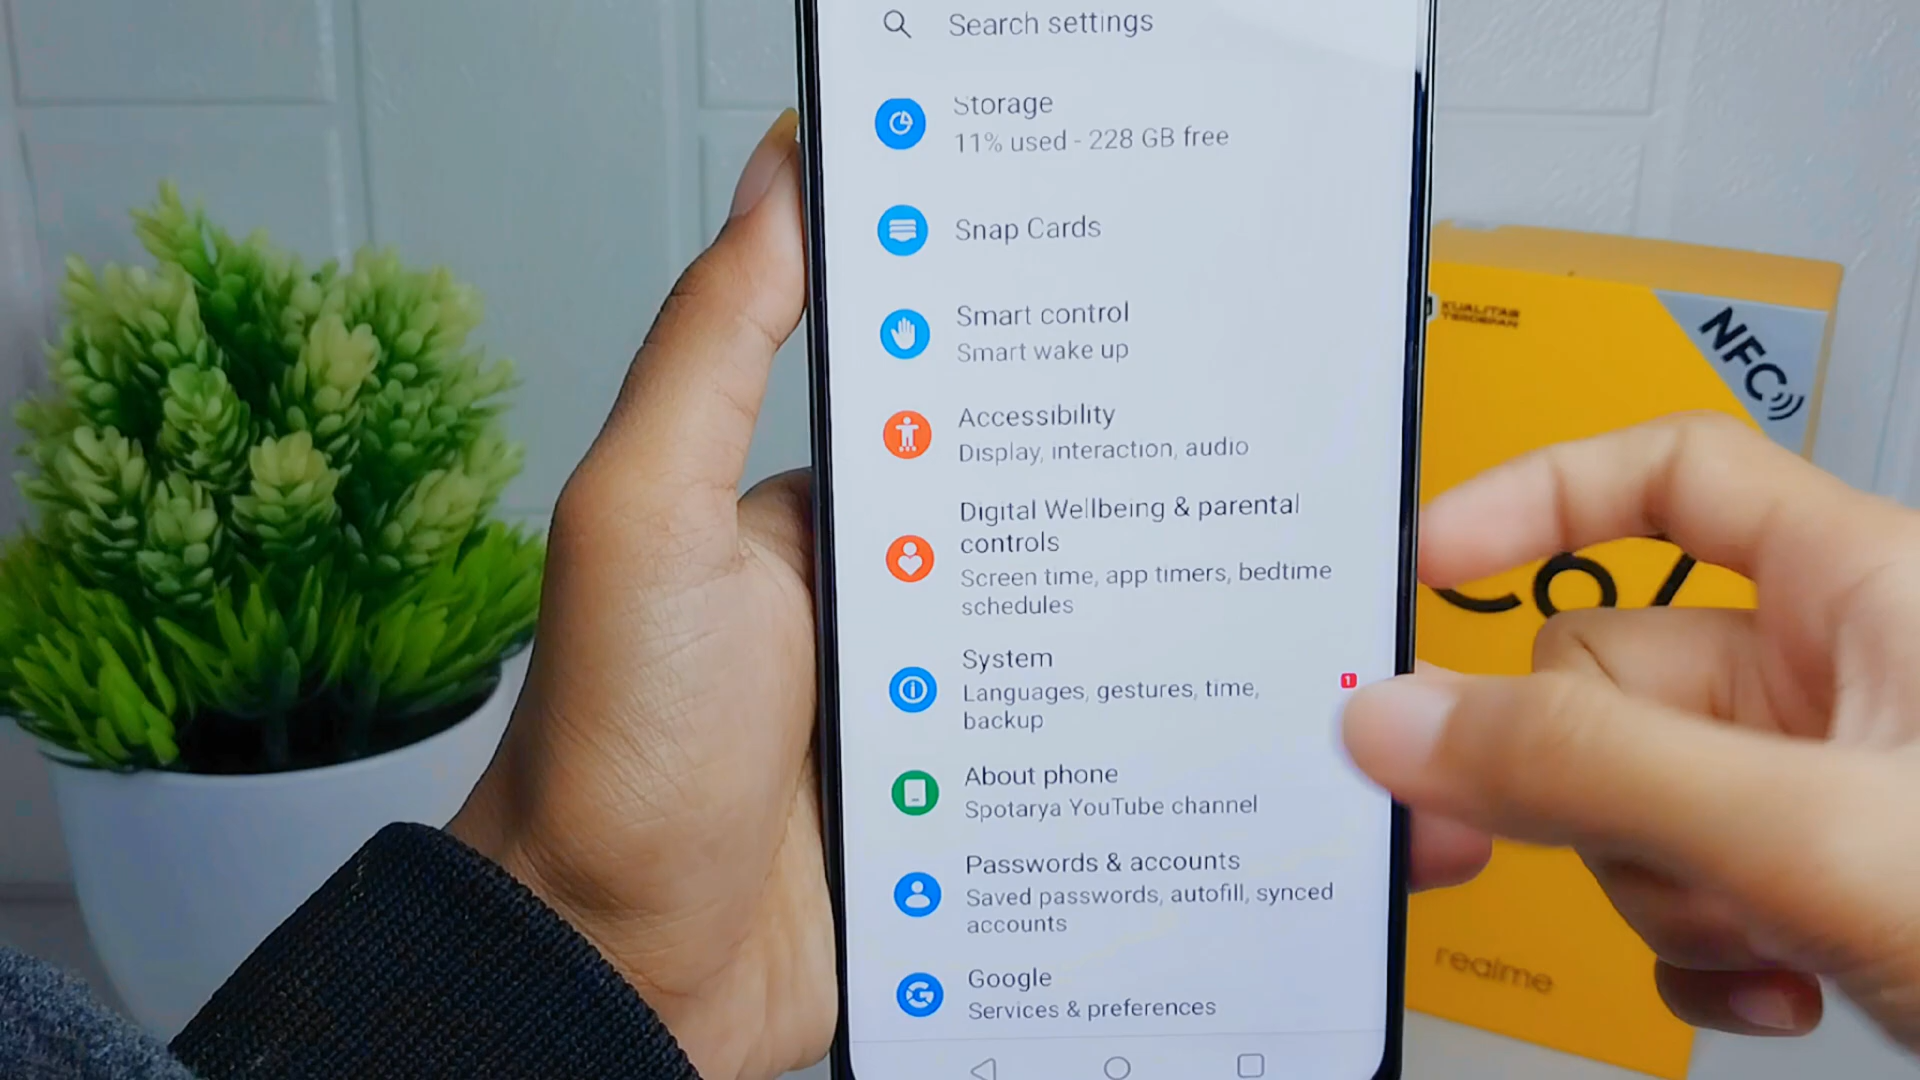 Search settings
Storage
11% used - 228 GB free
Snap Cards
Smart control
Smart wake up
Accessibility
Display, interaction, audio
Digital Wellbeing & parental
controls
Screen time, app timers, bedtime
schedules
System
Languages, gestures, time,
backup
1
About phone
Spotarya YouTube channel
Passwords & accounts
Saved passwords, autofill, synced
accounts
Google
Services & preferences
KUALITAS
TERDEPAN
NFC
realme